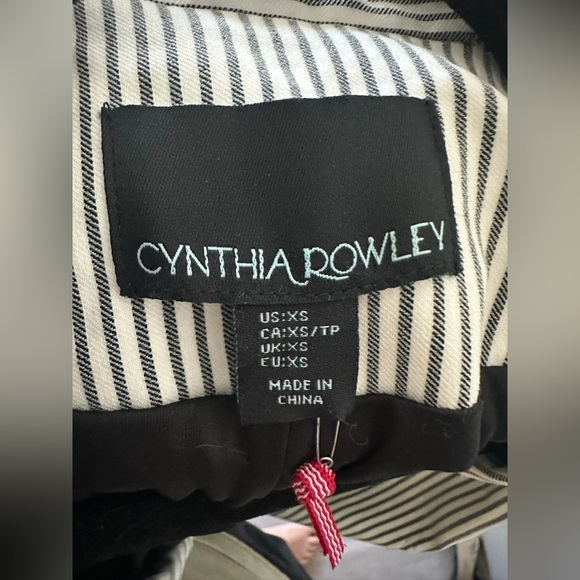 CYNTHIA ROWLEY
US:XS
CA:XS/TP
UK:XS
EU:XS
MADE IN
CHINA